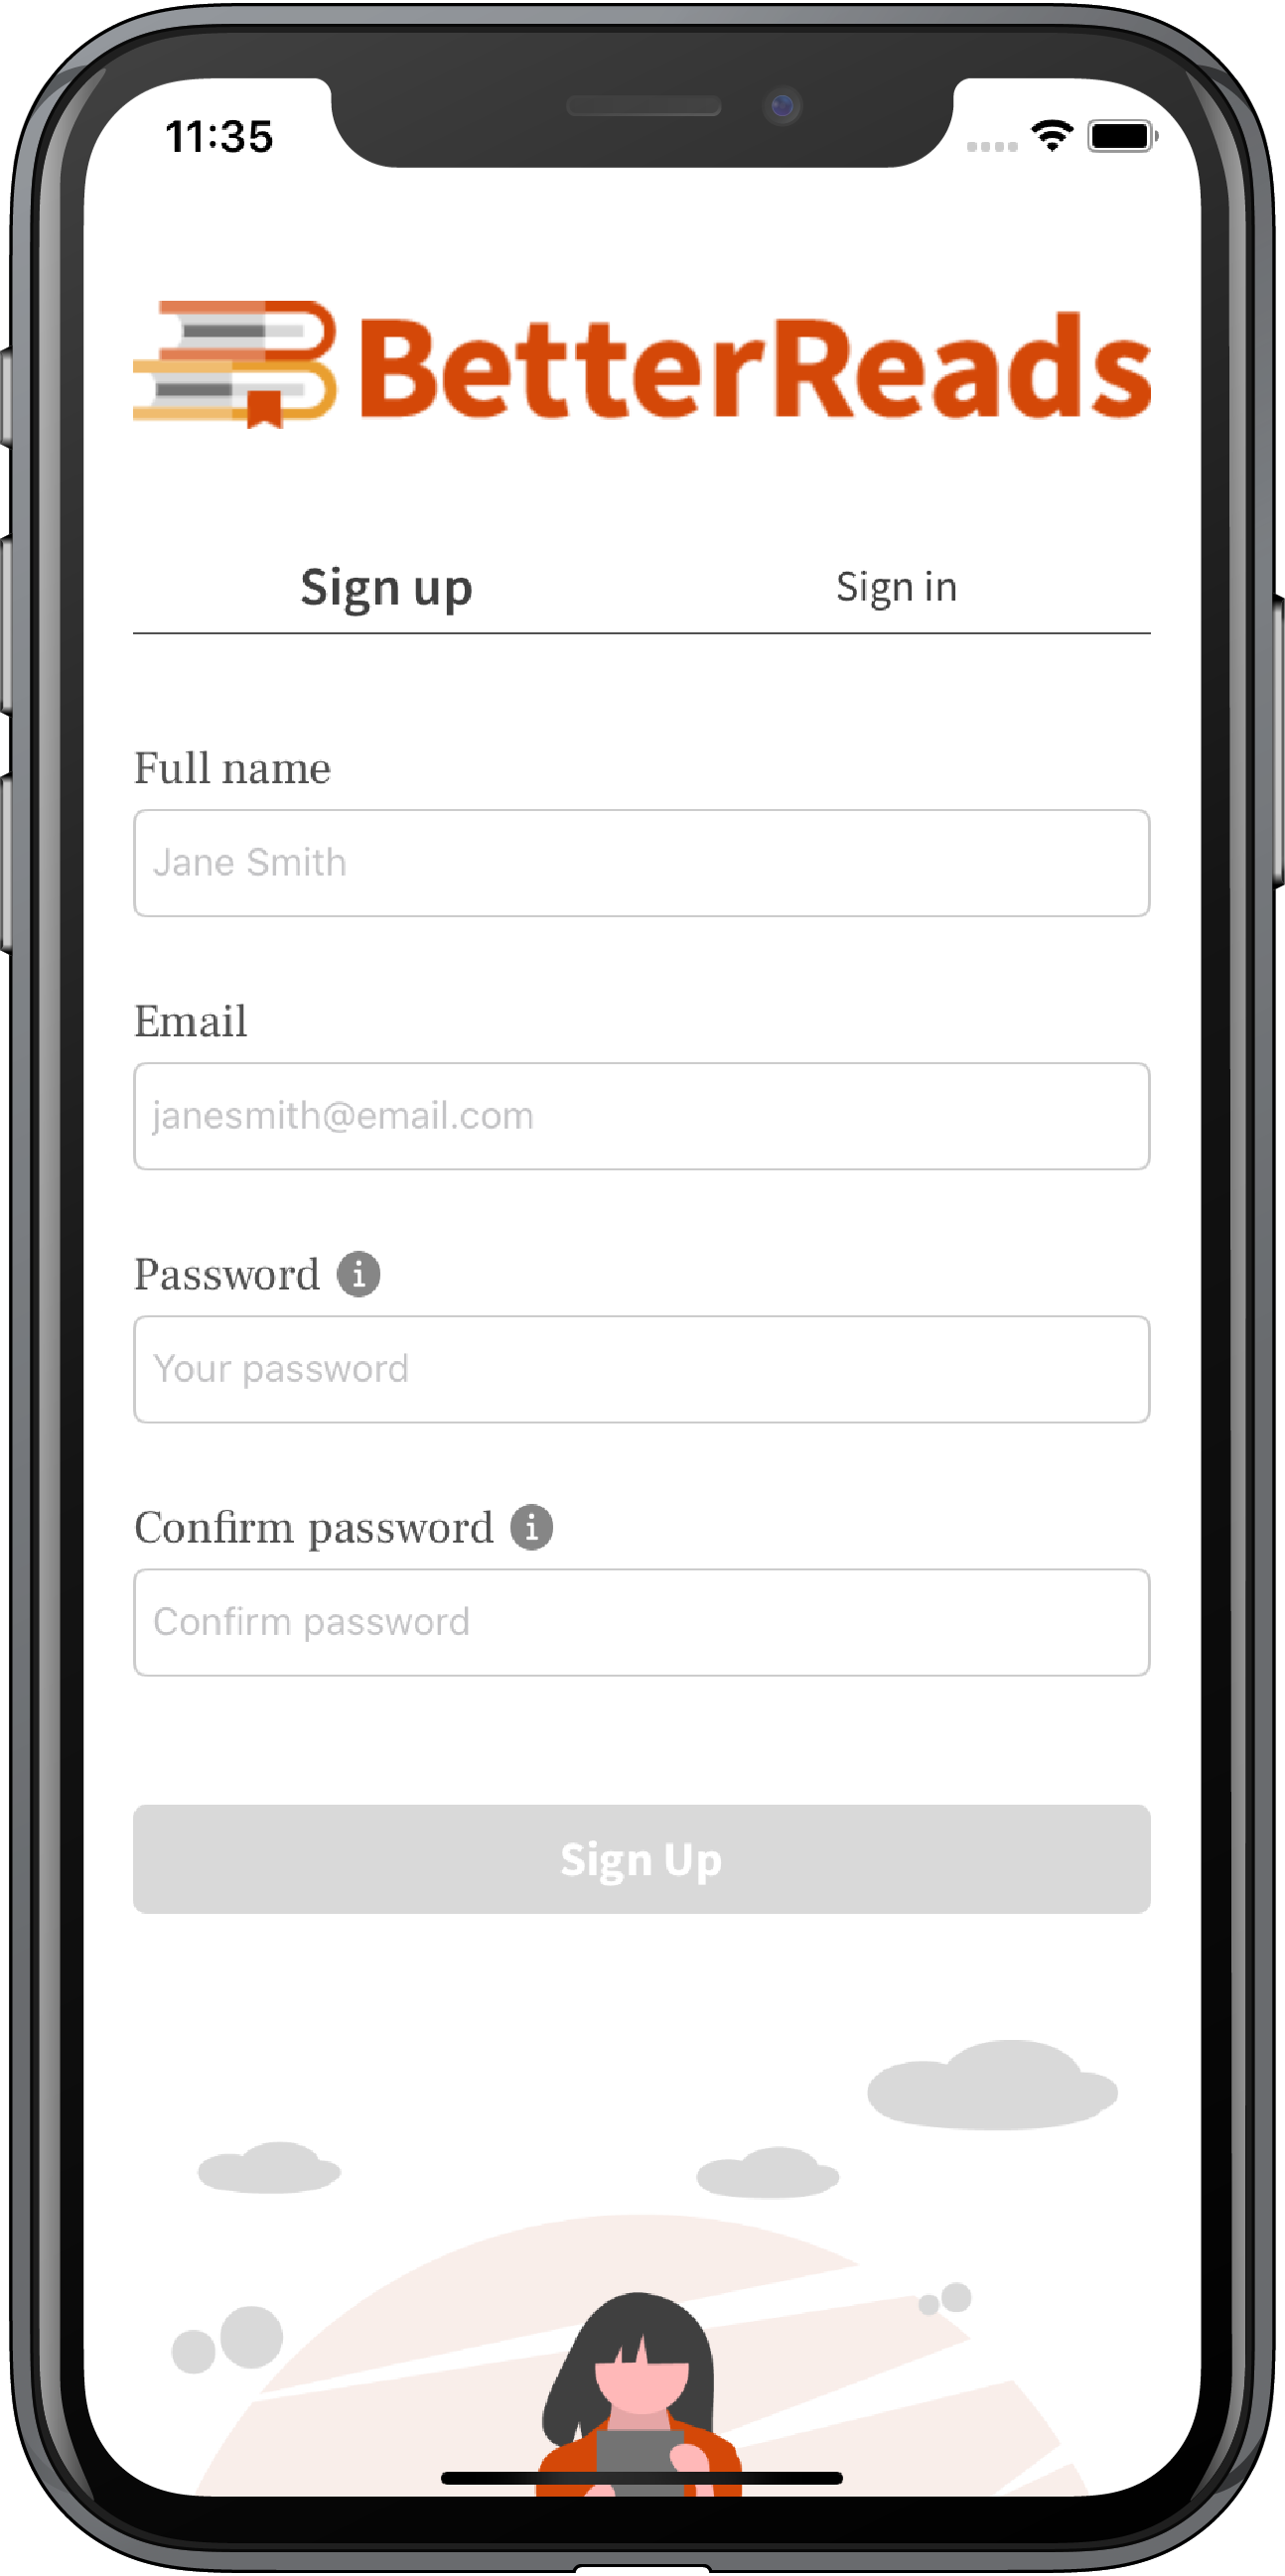 11:35
BetterReads
Sign up Sign in
Full name
Jane Smith
Email
janesmith@email.com
Password i
Your password
Confirm password i
Confirm password
Sign Up